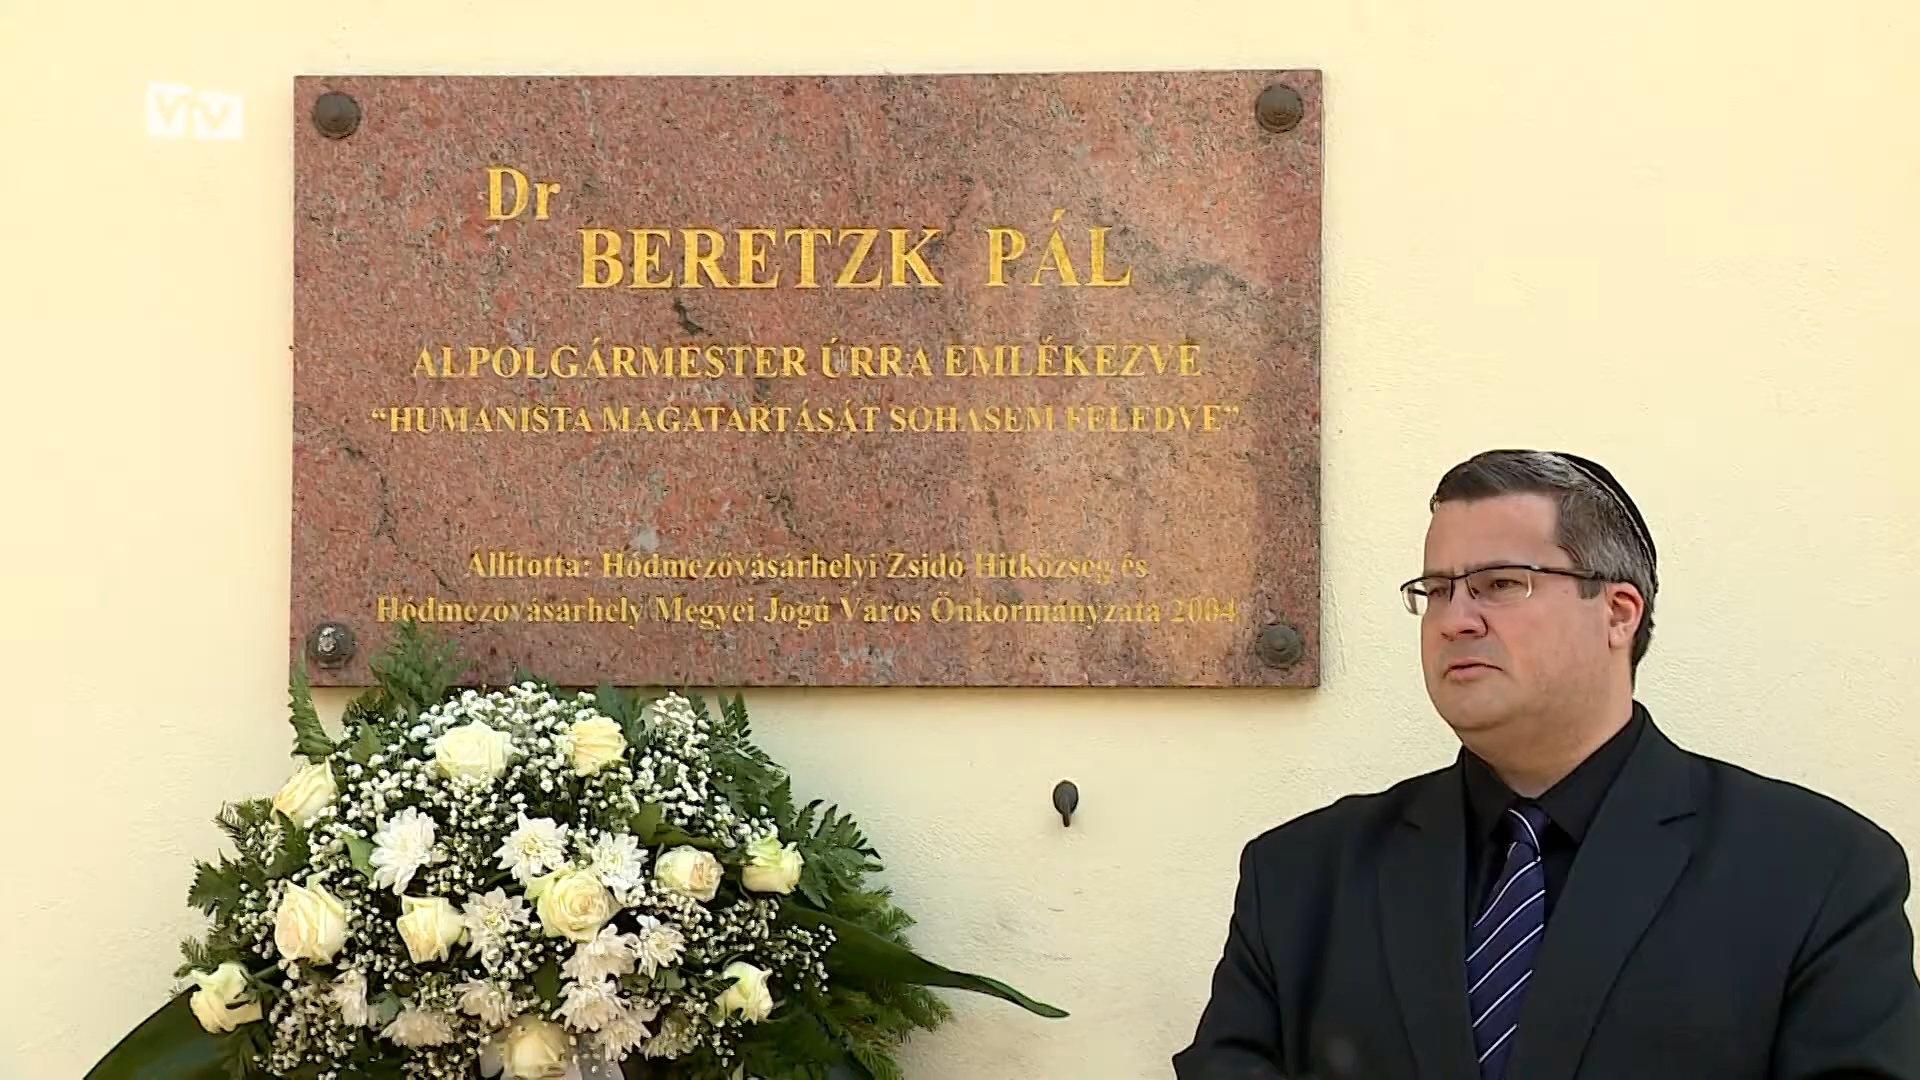 VTV
Dr
BERETZK PÁL
ALPOLGÁRMESTER ÚRRA EMLÉKEZVE
“HUMANISTA MAGATARTÁSÁT SOHASEM FELEDVE”
Állította: Hódmezővásárhelyi Zsidó Hitközség és
Hódmezővásárhely Megyei Jogú Város Önkormányzata 2004